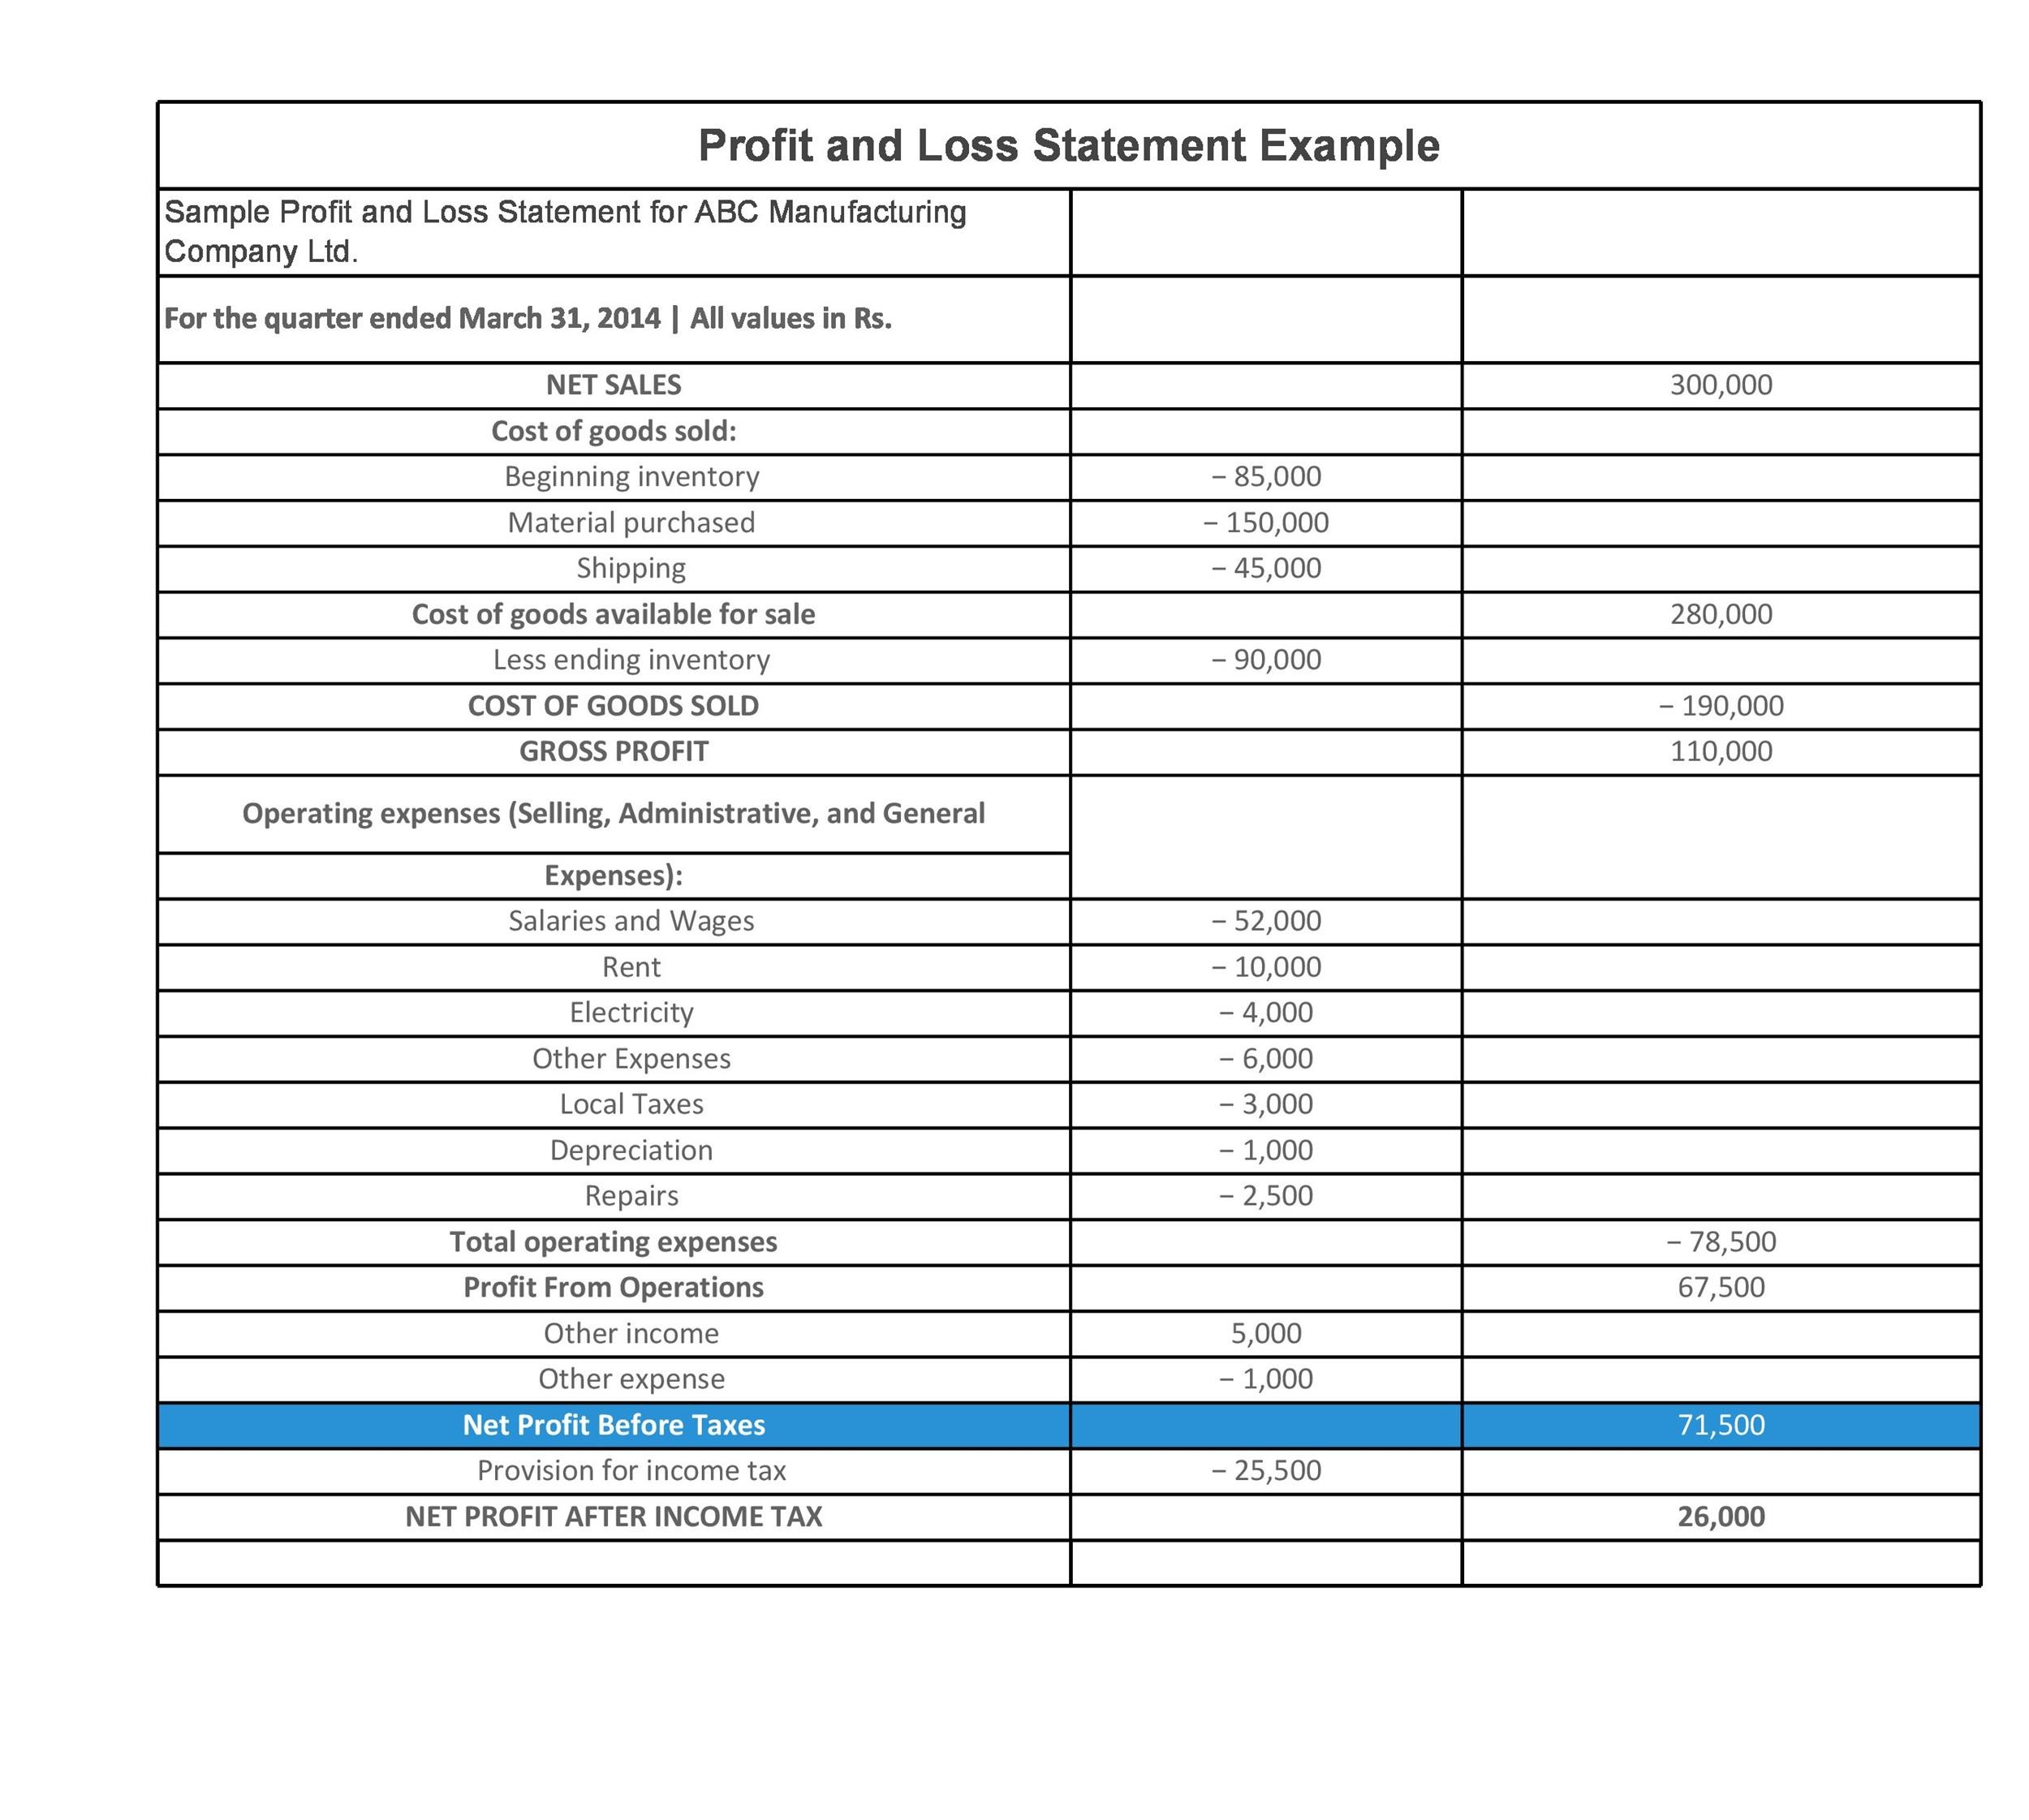 Profit and Loss Statement Example
Sample Profit and Loss Statement for ABC Manufacturing
Company Ltd.
For the quarter ended March 31, 2014 | All values in Rs.
NET SALES 300,000
Cost of goods sold:
Beginning inventory − 85,000
Material purchased − 150,000
Shipping − 45,000
Cost of goods available for sale 280,000
Less ending inventory − 90,000
COST OF GOODS SOLD − 190,000
GROSS PROFIT 110,000
Operating expenses (Selling, Administrative, and General
Expenses):
Salaries and Wages − 52,000
Rent − 10,000
Electricity − 4,000
Other Expenses − 6,000
Local Taxes − 3,000
Depreciation − 1,000
Repairs − 2,500
Total operating expenses − 78,500
Profit From Operations 67,500
Other income 5,000
Other expense − 1,000
Net Profit Before Taxes 71,500
Provision for income tax − 25,500
NET PROFIT AFTER INCOME TAX 26,000